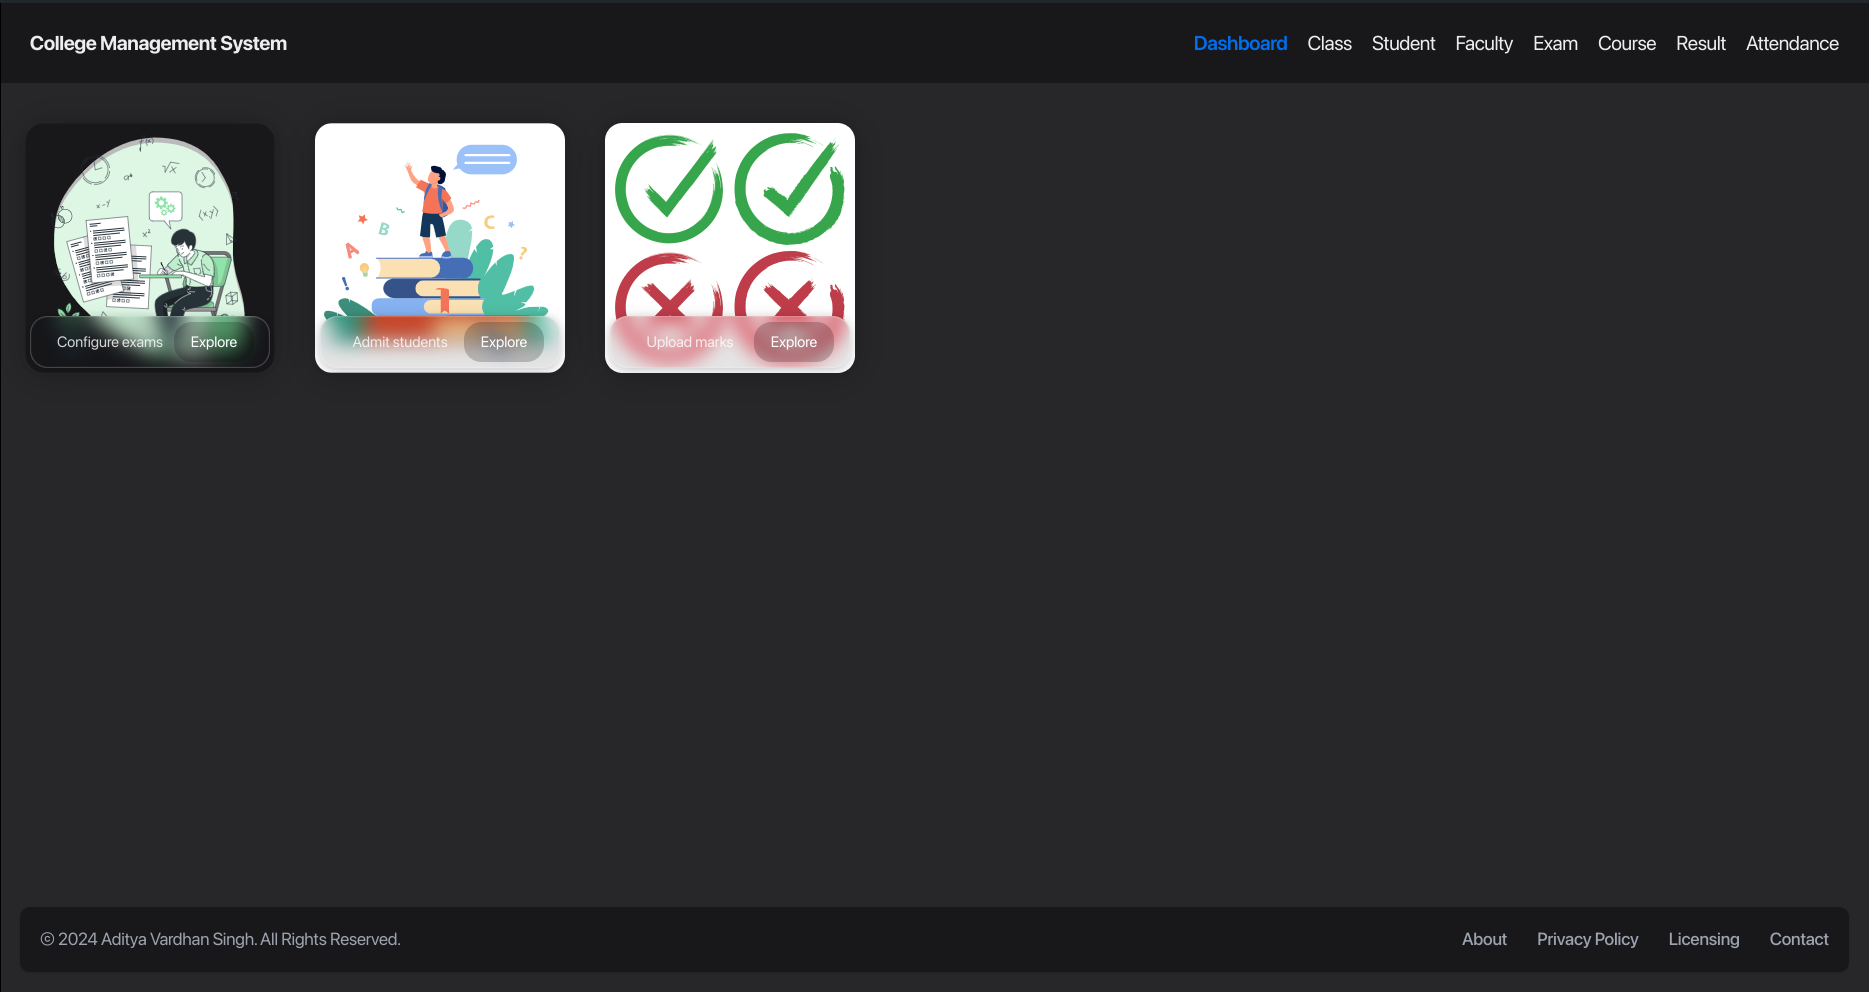 College Management System
Dashboard Class Student Faculty Exam Course Result Attendance
Configure exams Explore
A B C ? !
Admit students Explore
Upload marks Explore
© 2024 Aditya Vardhan Singh. All Rights Reserved.
About Privacy Policy Licensing Contact